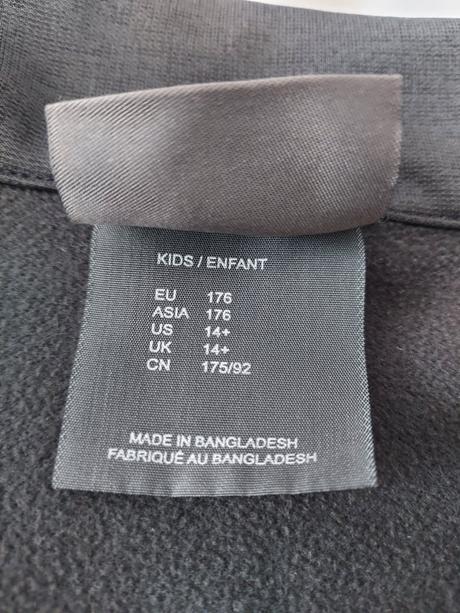 KIDS / ENFANT
EU 176
ASIA 176
US 14+
UK 14+
CN 175/92
MADE IN BANGLADESH
FABRIQUÉ AU BANGLADESH